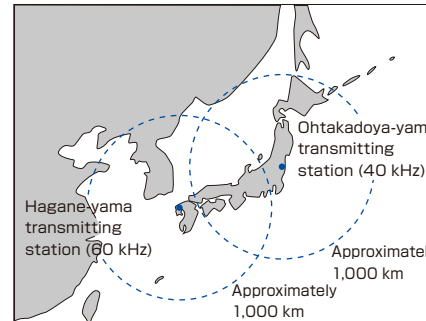 Ohtakadoya-yam
transmitting
station (40 kHz)
Hagane-yama
transmitting
station (60 kHz)
Approximately
1,000 km
Approximately
1,000 km